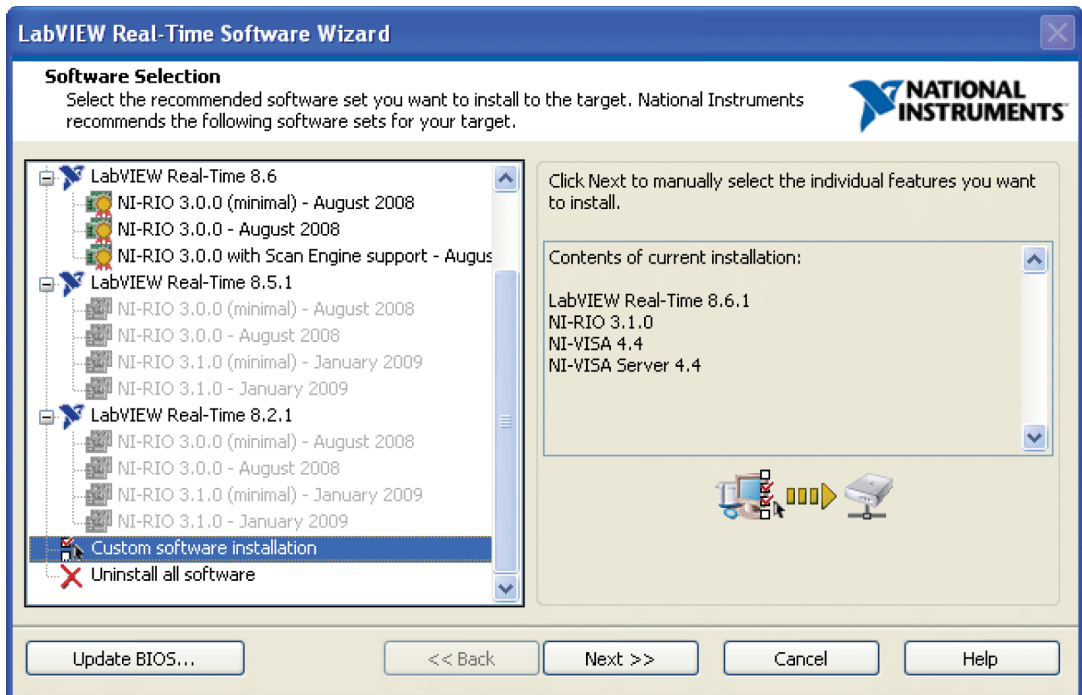 LabVIEW Real-Time Software Wizard
Software Selection
Select the recommended software set you want to install to the target. National Instruments
recommends the following software sets for your target.
NATIONAL
INSTRUMENTS
LabVIEW Real-Time 8.6
NI-RIO 3.0.0 (minimal) - August 2008
NI-RIO 3.0.0 - August 2008
NI-RIO 3.0.0 with Scan Engine support - Augus
LabVIEW Real-Time 8.5.1
NI-RIO 3.0.0 (minimal) - August 2008
NI-RIO 3.0.0 - August 2008
NI-RIO 3.1.0 (minimal) - January 2009
NI-RIO 3.1.0 - January 2009
LabVIEW Real-Time 8.2.1
NI-RIO 3.0.0 (minimal) - August 2008
NI-RIO 3.0.0 - August 2008
NI-RIO 3.1.0 (minimal) - January 2009
NI-RIO 3.1.0 - January 2009
Custom software installation
Uninstall all software
Click Next to manually select the individual features you want
to install.
Contents of current installation:
LabVIEW Real-Time 8.6.1
NI-RIO 3.1.0
NI-VISA 4.4
NI-VISA Server 4.4
Update BIOS...
<< Back
Next >>
Cancel
Help